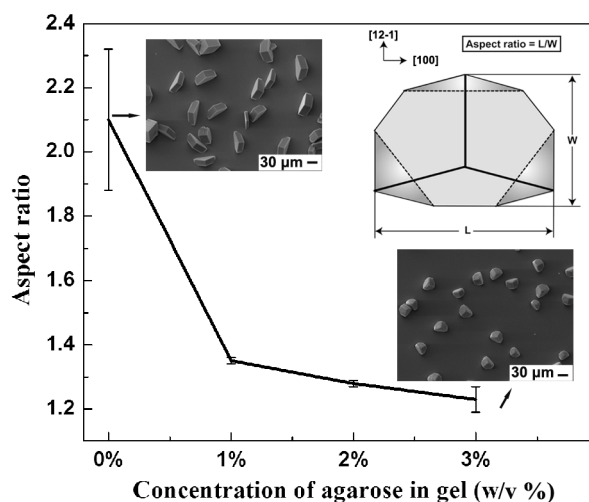 2.4
2.2
2.0
1.8
1.6
1.4
1.2
Aspect ratio
30 µm
[12-1]
[100]
Aspect ratio = L/W
W
L
30 µm
0%
1%
2%
3%
Concentration of agarose in gel (w/v %)